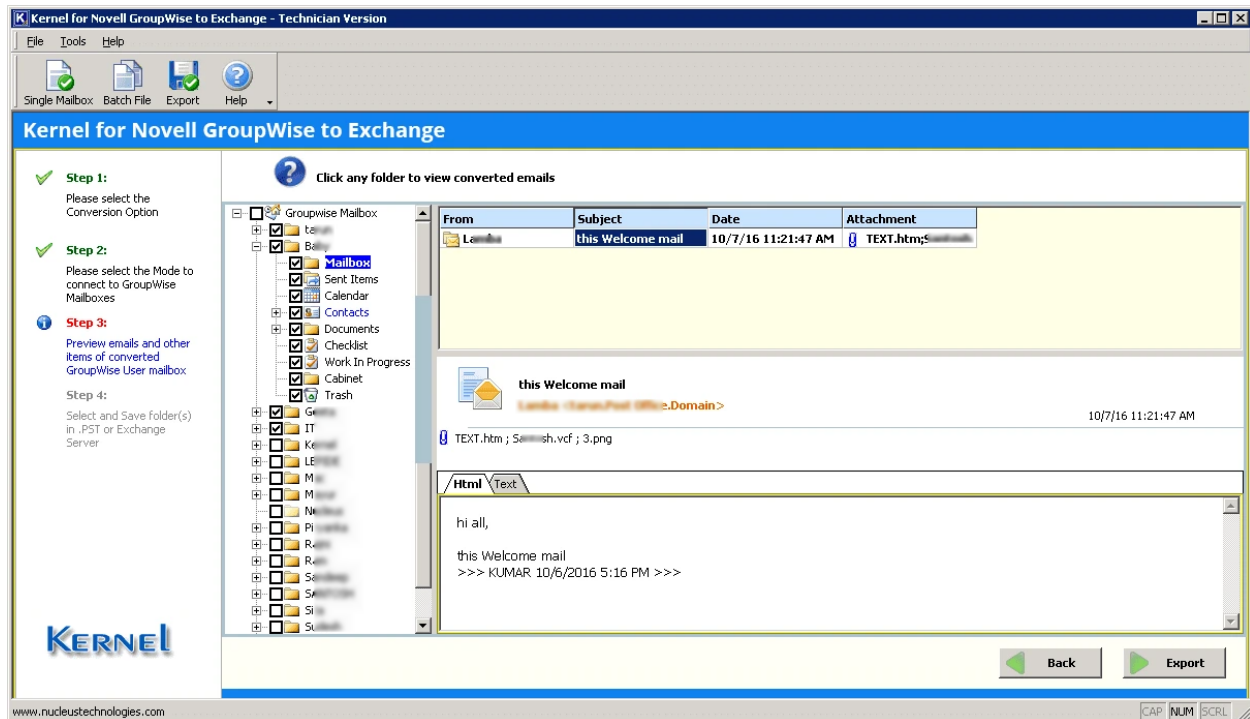 Kernel for Novell GroupWise to Exchange - Technician Version
File Tools Help
Single Mailbox Batch File Export Help
Kernel for Novell GroupWise to Exchange
Step 1:
Please select the
Conversion Option
Step 2:
Please select the Mode to
connect to GroupWise
Mailboxes
Step 3:
Preview emails and other
items of converted
GroupWise User mailbox
Step 4:
Select and Save folder(s)
in .PST or Exchange
Server
KERNEL
Click any folder to view converted emails
Groupwise Mailbox
Mailbox
Sent Items
Calendar
Contacts
Documents
Checklist
Work In Progress
Cabinet
Trash
IT
From Subject Date Attachment
this Welcome mail 10/7/16 11:21:47 AM TEXT.htm;
this Welcome mail
.Domain>
10/7/16 11:21:47 AM
TEXT.htm ; sh.vcf ; 3.png
Html Text
hi all,
this Welcome mail
>>> KUMAR 10/6/2016 5:16 PM >>>
Back Export
www.nucleustechnologies.com
CAP NUM SCRL